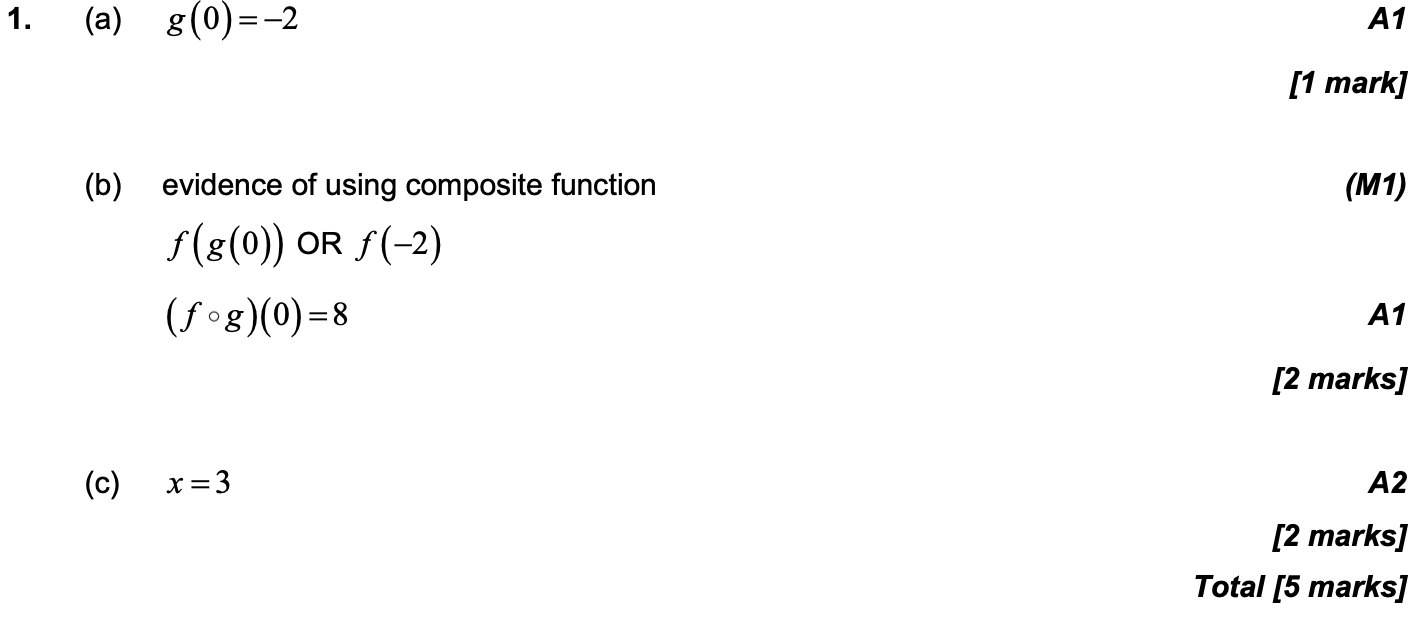 1. (a) g(0)=–2 A1
[1 mark]
(b) evidence of using composite function (M1)
f(g(0)) OR f(–2)
(f∘g)(0)=8 A1
[2 marks]
(c) x=3 A2
[2 marks]
Total [5 marks]